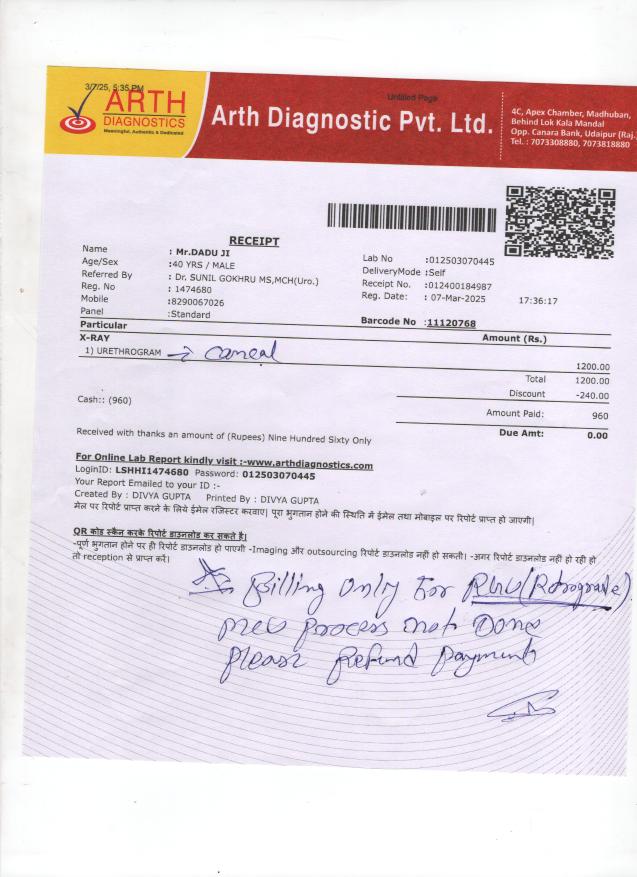 3/7/25, 5:35 PM
Untitled Page
ARTH
DIAGNOSTICS
Meaningful, Authentic & Dedicated
Arth Diagnostic Pvt. Ltd.
4C, Apex Chamber, Madhuban,
Behind Lok Kala Mandal
Opp. Canara Bank, Udaipur (Raj.
Tel. : 7073308880, 7073818880
RECEIPT
Name : Mr.DADU JI
Age/Sex :40 YRS / MALE
Referred By : Dr. SUNIL GOKHRU MS,MCH(Uro.)
Reg. No : 1474680
Mobile :8290067026
Panel :Standard
Lab No :012503070445
DeliveryMode :Self
Receipt No. :012400184987
Reg. Date: : 07-Mar-2025 17:36:17
Barcode No :11120768
Particular Amount (Rs.)
X-RAY
1) URETHROGRAM → cancal 1200.00
Total 1200.00
Discount -240.00
Cash:: (960)
Amount Paid: 960
Received with thanks an amount of (Rupees) Nine Hundred Sixty Only
Due Amt: 0.00
For Online Lab Report kindly visit :-www.arthdiagnostics.com
LoginID: LSHHI1474680 Password: 012503070445
Your Report Emailed to your ID :-
Created By : DIVYA GUPTA Printed By : DIVYA GUPTA
मेल पर रिपोर्ट प्राप्त करने के लिये ईमेल रजिस्टर करवाए। पूरा भुगतान होने की स्थिति में ईमेल तथा मोबाइल पर रिपोर्ट प्राप्त हो जाएगी।
QR कोड स्कैन करके रिपोर्ट डाउनलोड कर सकते है।
-पूर्ण भुगतान होने पर ही रिपोर्ट डाउनलोड हो पाएगी -Imaging और outsourcing रिपोर्ट डाउनलोड नहीं हो सकती। -अगर रिपोर्ट डाउनलोड नहीं हो रही हो
तो reception से प्राप्त करें।
Billing Only For RUG (Retrograde)
MCU process not Done
please Refund payment